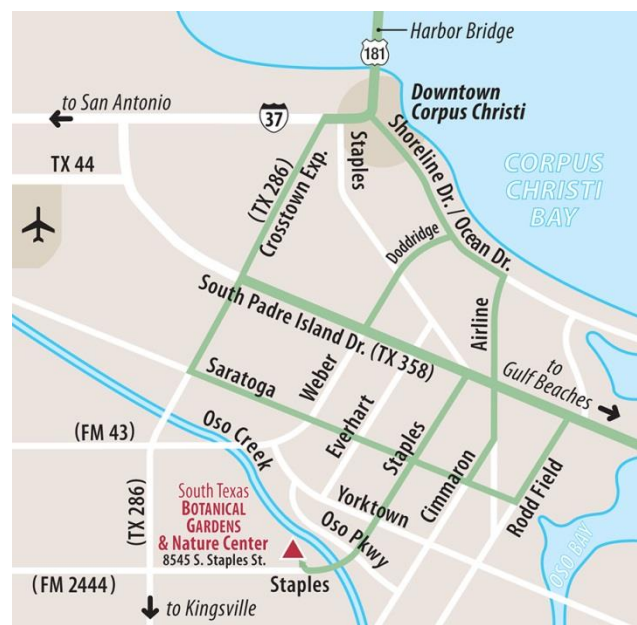 Harbor Bridge
181
to San Antonio
37
Downtown
Corpus Christi
TX 44
Staples
Shoreline Dr. / Ocean Dr.
CORPUS
CHRISTI
BAY
(TX 286)
Crosstown Exp.
Doddridge
South Padre Island Dr. (TX 358)
Airline
to
Gulf Beaches
Saratoga
Weber
Everhart
Staples
Cimmaron
Rodd Field
(FM 43)
Oso Creek
Yorktown
Oso Pkwy
OSO BAY
(TX 286)
South Texas
BOTANICAL
GARDENS
& NATURE CENTER
8545 S. Staples St.
(FM 2444)
Staples
to Kingsville